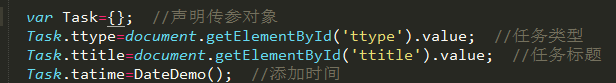 var Task={};  //声明传参对象
Task.ttype=document.getElementById('ttype').value;  //任务类型
Task.ttitle=document.getElementById('ttitle').value;  //任务标题
Task.tatime=DateDemo();  //添加时间